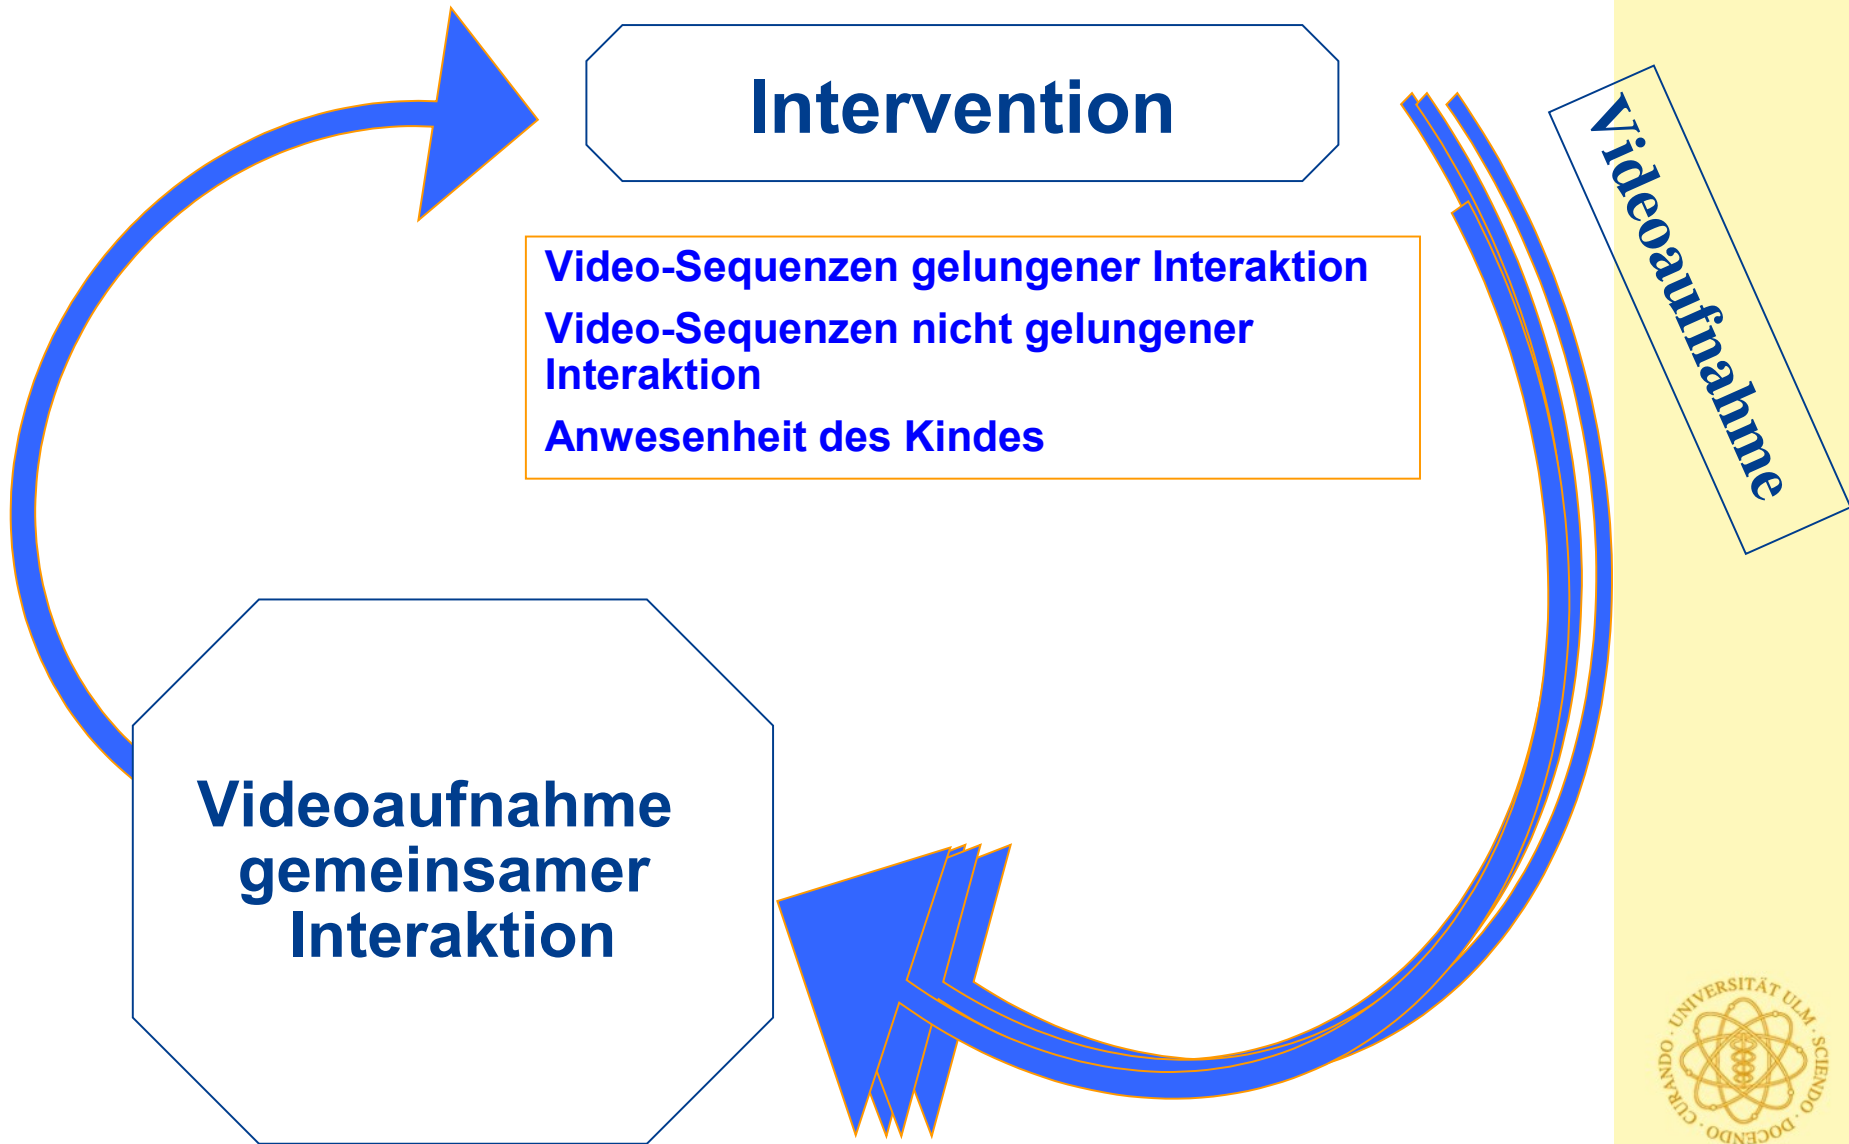 Intervention
Videoaufnahme
Video-Sequenzen gelungener Interaktion
Video-Sequenzen nicht gelungener
Interaktion
Anwesenheit des Kindes
Videoaufnahme
gemeinsamer
Interaktion
UNIVERSITÄT ULM · SCIENDO · DOCENDO · CURANDO ·